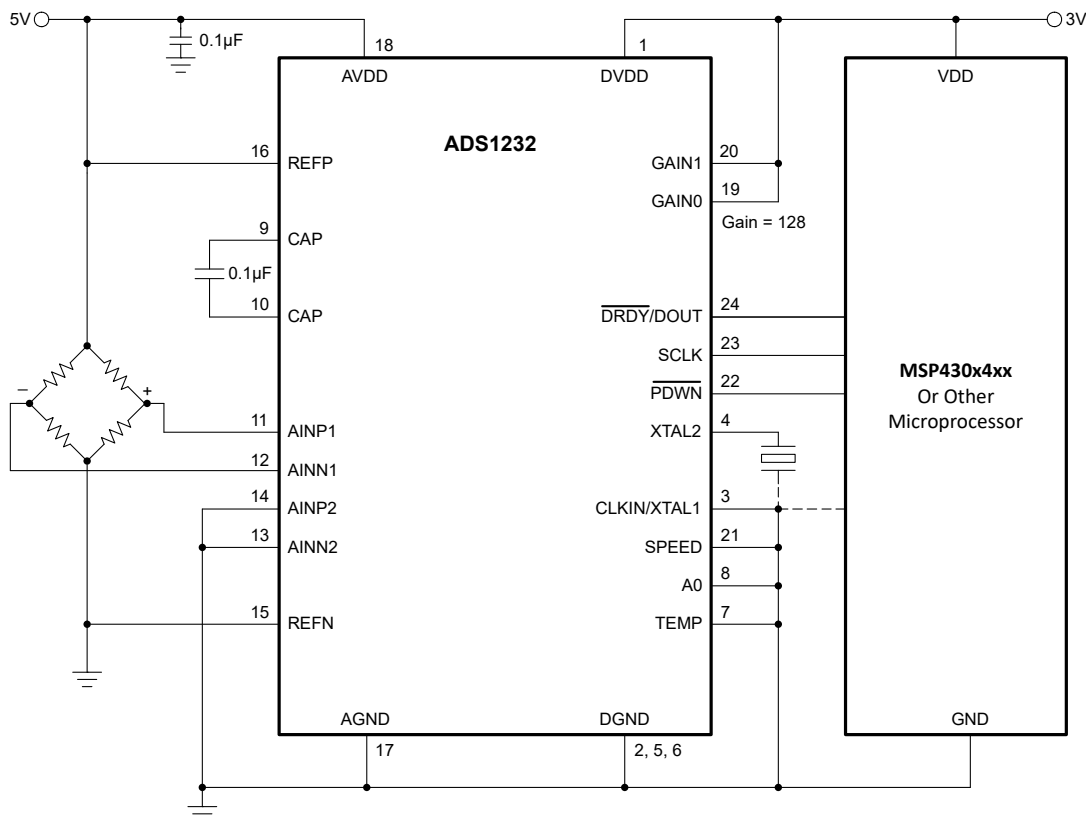 5V
3V
0.1µF
18
1
AVDD
DVDD
VDD
ADS1232
16
REFP
GAIN1
20
GAIN0
19
Gain = 128
9
CAP
0.1µF
10
CAP
DRDY/DOUT
24
SCLK
23
PDWN
22
XTAL2
4
MSP430x4xx
Or Other
Microprocessor
–
+
11
AINP1
12
AINN1
14
AINP2
13
AINN2
CLKIN/XTAL1
3
SPEED
21
A0
8
TEMP
7
15
REFN
AGND
DGND
GND
17
2, 5, 6